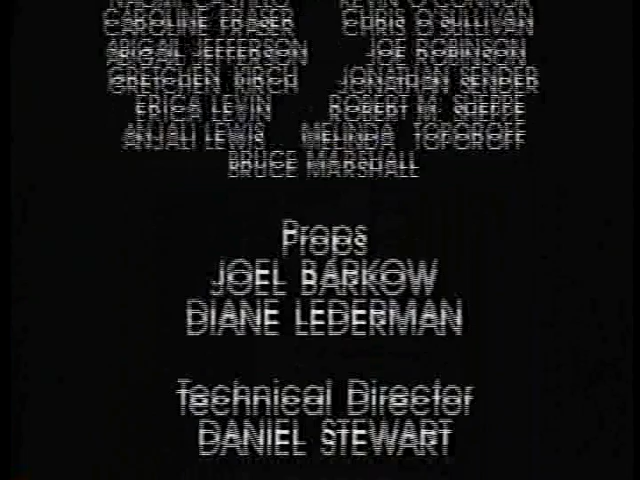 CAROLINE FRASER CHRIS O'SULLIVAN
ABIGAIL JEFFERSON JOE ROBINSON
GRETCHEN KIRCH JONATHAN SENDER
ERICA LEVIN ROBERT M. SHEPPE
ANJALI LEWIS MELINDA TOPOROFF
BRUCE MARSHALL
Props
JOEL BARKOW
DIANE LEDERMAN
Technical Director
DANIEL STEWART